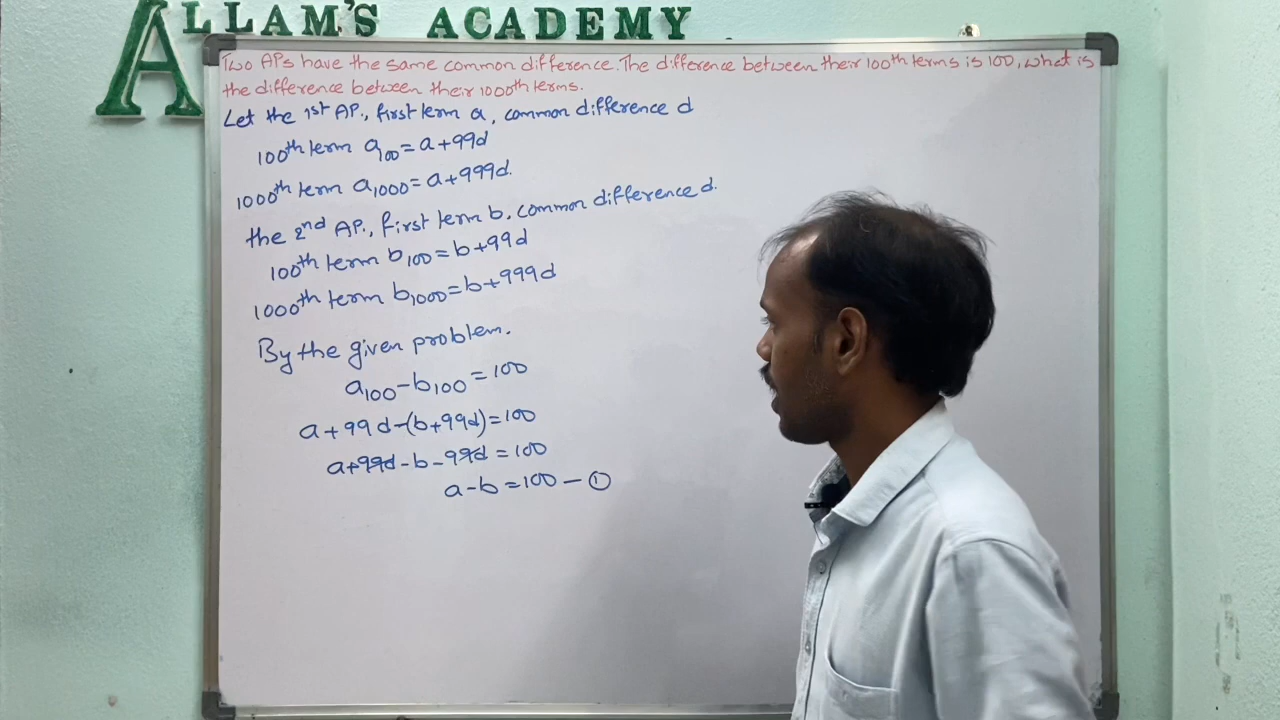 ALLAM'S ACADEMY
Two APs have the same common difference. The difference between their 100th terms is 100, what is
the difference between their 1000th terms.
Let the 1st AP., first term a, common difference d
100th term a100 = a+99d
1000th term a1000 = a+999d.
the 2nd AP., first term b, common difference d.
100th term b100 = b+99d
1000th term b1000 = b+999d
By the given problem.
a100 - b100 = 100
a+99d-(b+99d)=100
a+99d-b-99d=100
a-b=100 — ①